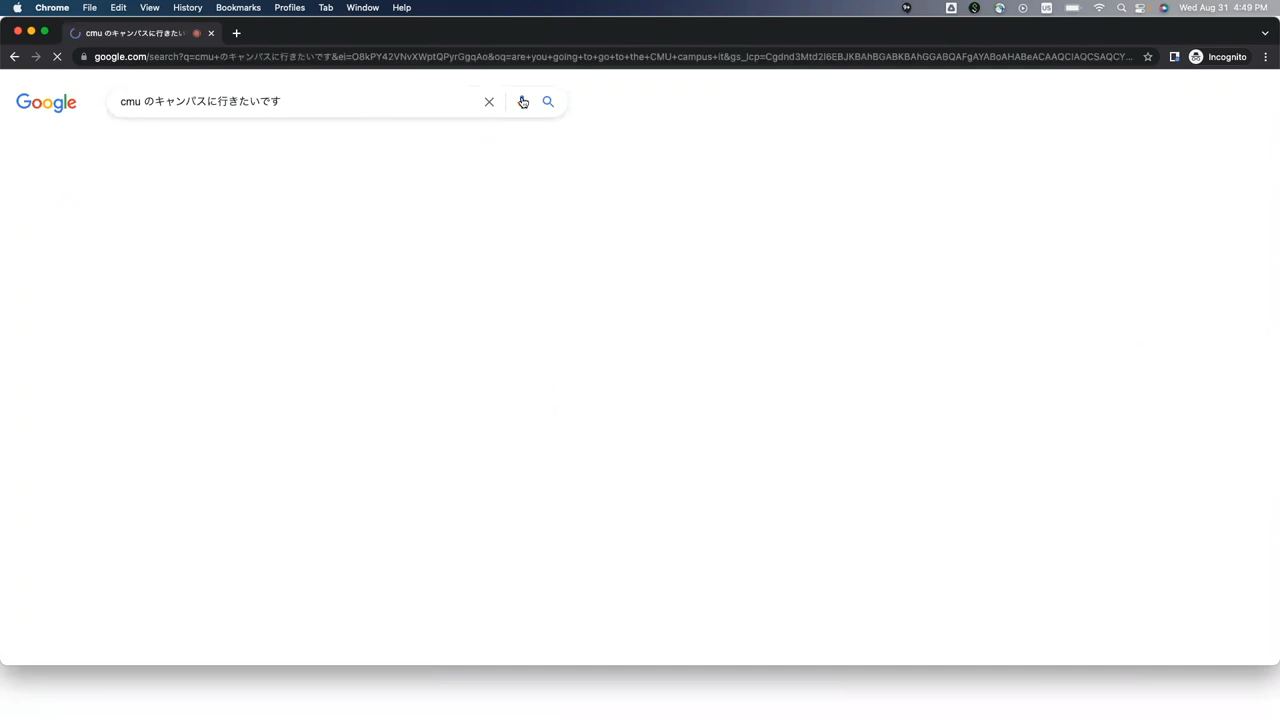 Chrome File Edit View History Bookmarks Profiles Tab Window Help US Wed Aug 31 4:49 PM
cmu のキャンパスに行きたい
google.com/search?q=cmu+のキャンパスに行きたいです&ei=O8kPY42VNvXWptQPyrGgqAo&oq=are+you+going+to+go+to+the+CMU+campus+it&gs_lcp=Cgdnd3Mtd2l6EBJKBAhBGABKBAhGGABQAFgAYABoAHABeACAAQCIAQCSAQCY... Incognito
Google cmu のキャンパスに行きたいです